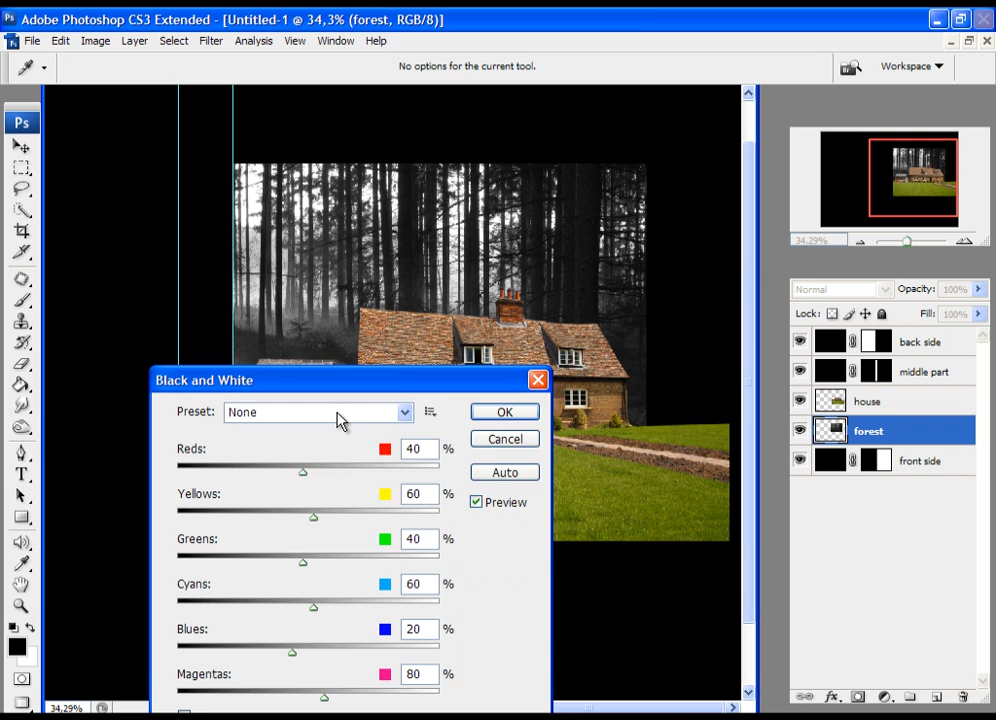 Ps Adobe Photoshop CS3 Extended - [Untitled-1 @ 34,3% (forest, RGB/8)]
File Edit Image Layer Select Filter Analysis View Window Help
No options for the current tool.
Workspace
Ps
34.29%
Normal Opacity: 100%
Lock: Fill: 100%
back side
middle part
house
forest
front side
Black and White
Preset: None OK
Cancel
Reds: 40 %
Auto
Yellows: 60 %
Preview
Greens: 40 %
Cyans: 60 %
Blues: 20 %
Magentas: 80 %
34.29%